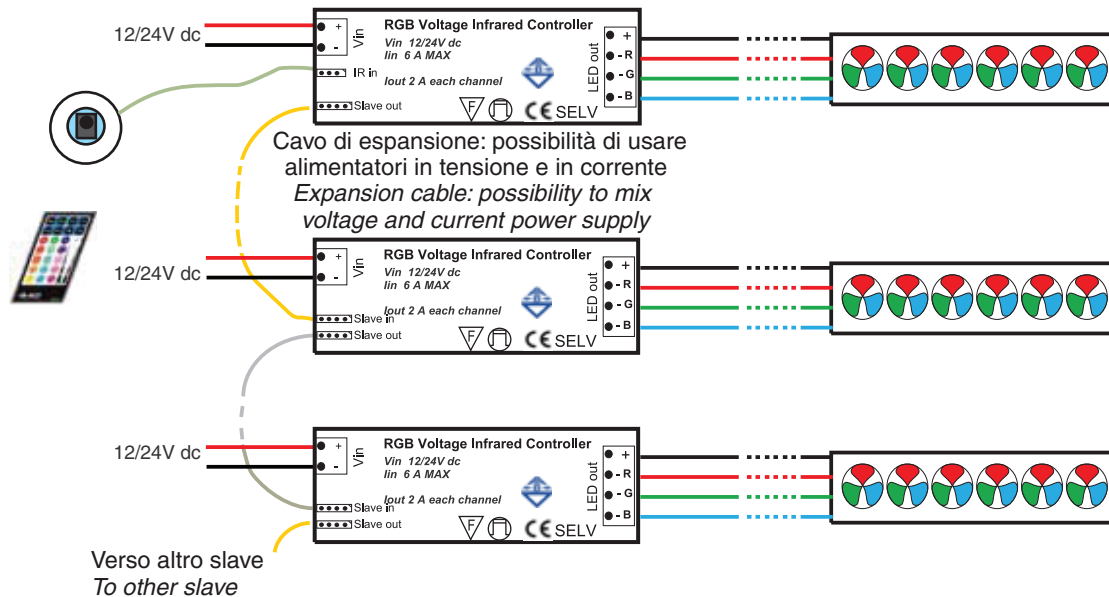 12/24V dc
+
-
Vin
RGB Voltage Infrared Controller
Vin 12/24V dc
Iin 6 A MAX
Iout 2 A each channel
IR in
Slave out
F
CE SELV
LED out
+
- R
- G
- B
Cavo di espansione: possibilità di usare
alimentatori in tensione e in corrente
Expansion cable: possibility to mix
voltage and current power supply
12/24V dc
+
-
Vin
RGB Voltage Infrared Controller
Vin 12/24V dc
Iin 6 A MAX
Iout 2 A each channel
Slave in
Slave out
F
CE SELV
LED out
+
- R
- G
- B
12/24V dc
+
-
Vin
RGB Voltage Infrared Controller
Vin 12/24V dc
Iin 6 A MAX
Iout 2 A each channel
Slave in
Slave out
F
CE SELV
LED out
+
- R
- G
- B
Verso altro slave
To other slave